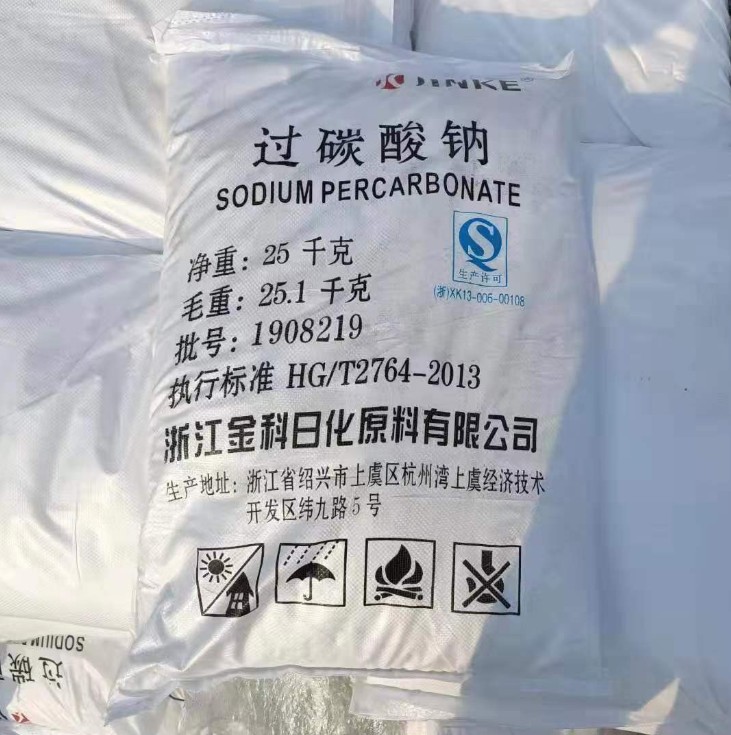 JINKE®
过碳酸钠
SODIUM PERCARBONATE
生产许可
(浙)XK13-006-00108
净重：25 千克
毛重：25.1 千克
批号：1908219
执行标准 HG/T2764-2013
浙江金科日化原料有限公司
生产地址：浙江省绍兴市上虞区杭州湾上虞经济技术
开发区纬九路5号
SODIUM
过碳